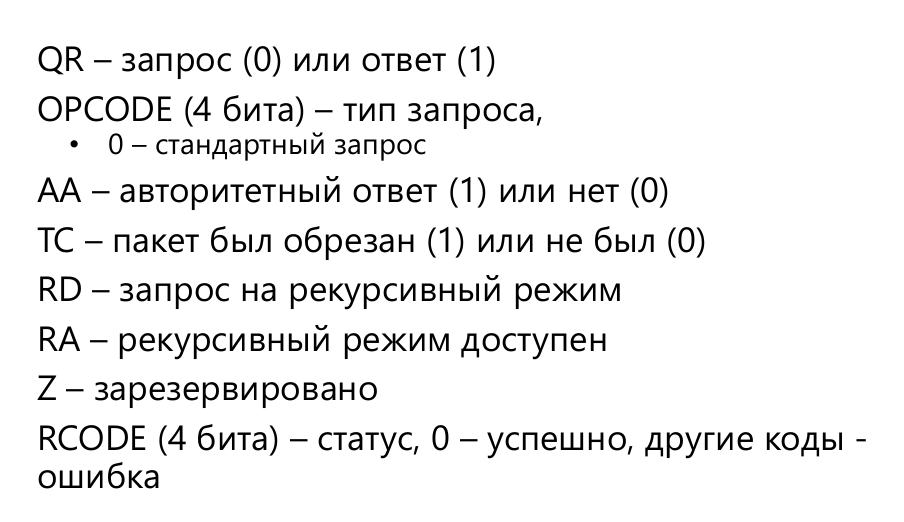 QR – запрос (0) или ответ (1)
OPCODE (4 бита) – тип запроса,
• 0 – стандартный запрос
AA – авторитетный ответ (1) или нет (0)
TC – пакет был обрезан (1) или не был (0)
RD – запрос на рекурсивный режим
RA – рекурсивный режим доступен
Z – зарезервировано
RCODE (4 бита) – статус, 0 – успешно, другие коды -
ошибка